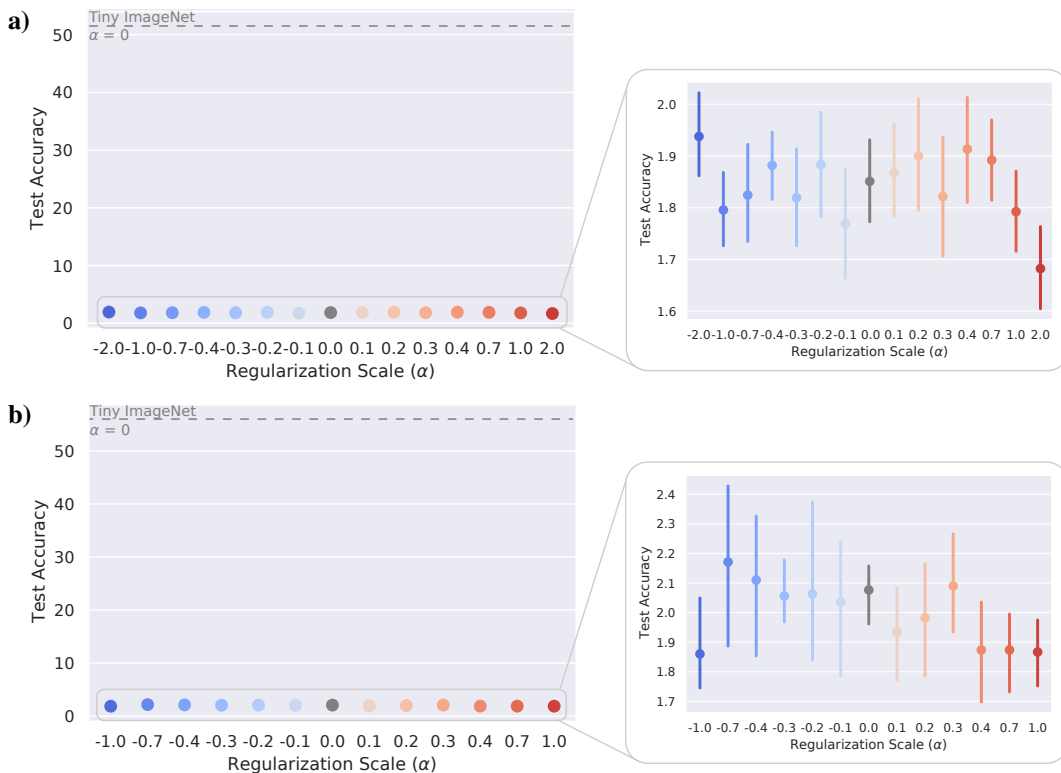 a)
Tiny ImageNet
α = 0
50
40
30
20
10
0
Test Accuracy
-2.0 -1.0 -0.7 -0.4 -0.3 -0.2 -0.1 0.0 0.1 0.2 0.3 0.4 0.7 1.0 2.0
Regularization Scale (α)
2.0
1.9
1.8
1.7
1.6
Test Accuracy
-2.0 -1.0 -0.7 -0.4 -0.3 -0.2 -0.1 0.0 0.1 0.2 0.3 0.4 0.7 1.0 2.0
Regularization Scale (α)
b)
Tiny ImageNet
α = 0
50
40
30
20
10
0
Test Accuracy
-1.0 -0.7 -0.4 -0.3 -0.2 -0.1 0.0 0.1 0.2 0.3 0.4 0.7 1.0
Regularization Scale (α)
2.4
2.3
2.2
2.1
2.0
1.9
1.8
1.7
Test Accuracy
-1.0 -0.7 -0.4 -0.3 -0.2 -0.1 0.0 0.1 0.2 0.3 0.4 0.7 1.0
Regularization Scale (α)